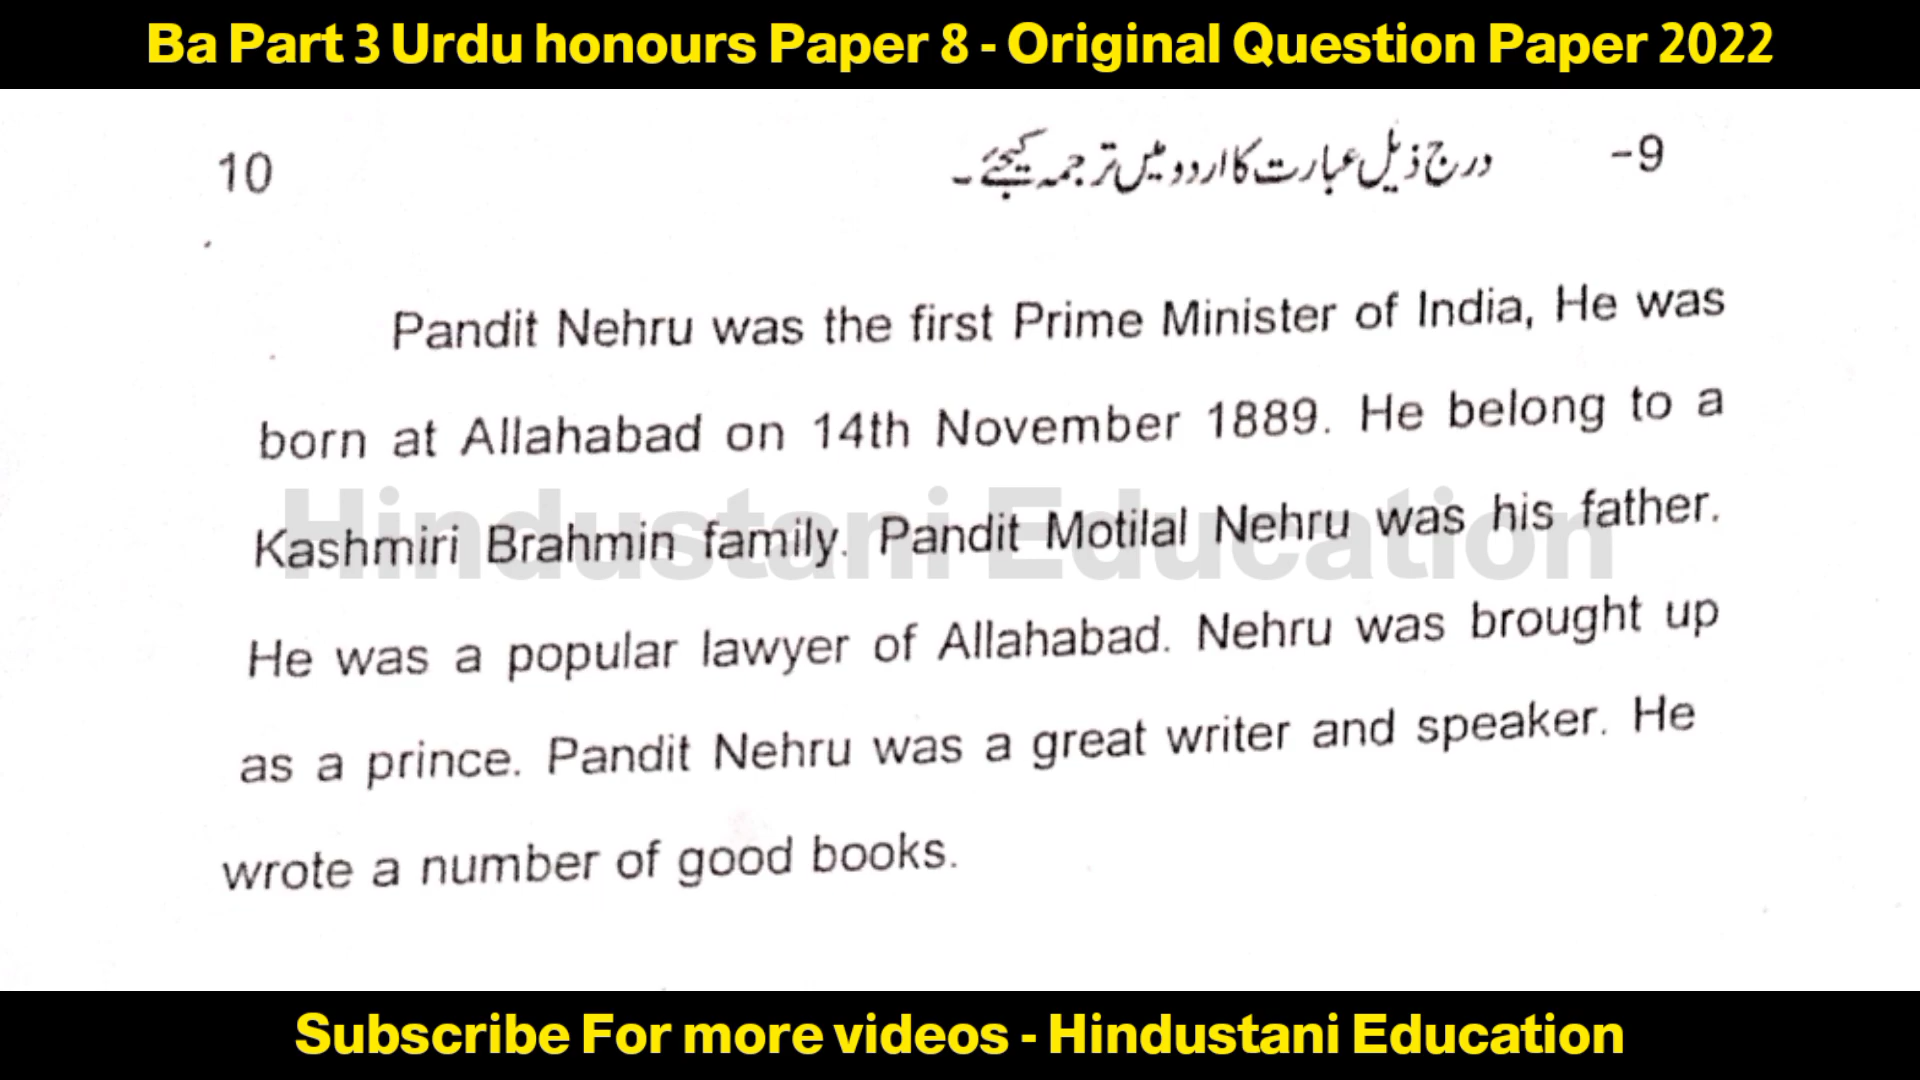 Ba Part 3 Urdu honours Paper 8 - Original Question Paper 2022
9- درج ذیل عبارت کا اردو میں ترجمہ کیجئے۔ 10
Pandit Nehru was the first Prime Minister of India, He was
born at Allahabad on 14th November 1889. He belong to a
Kashmiri Brahmin family. Pandit Motilal Nehru was his father.
Hindustani Education
He was a popular lawyer of Allahabad. Nehru was brought up
as a prince. Pandit Nehru was a great writer and speaker. He
wrote a number of good books.
Subscribe For more videos - Hindustani Education